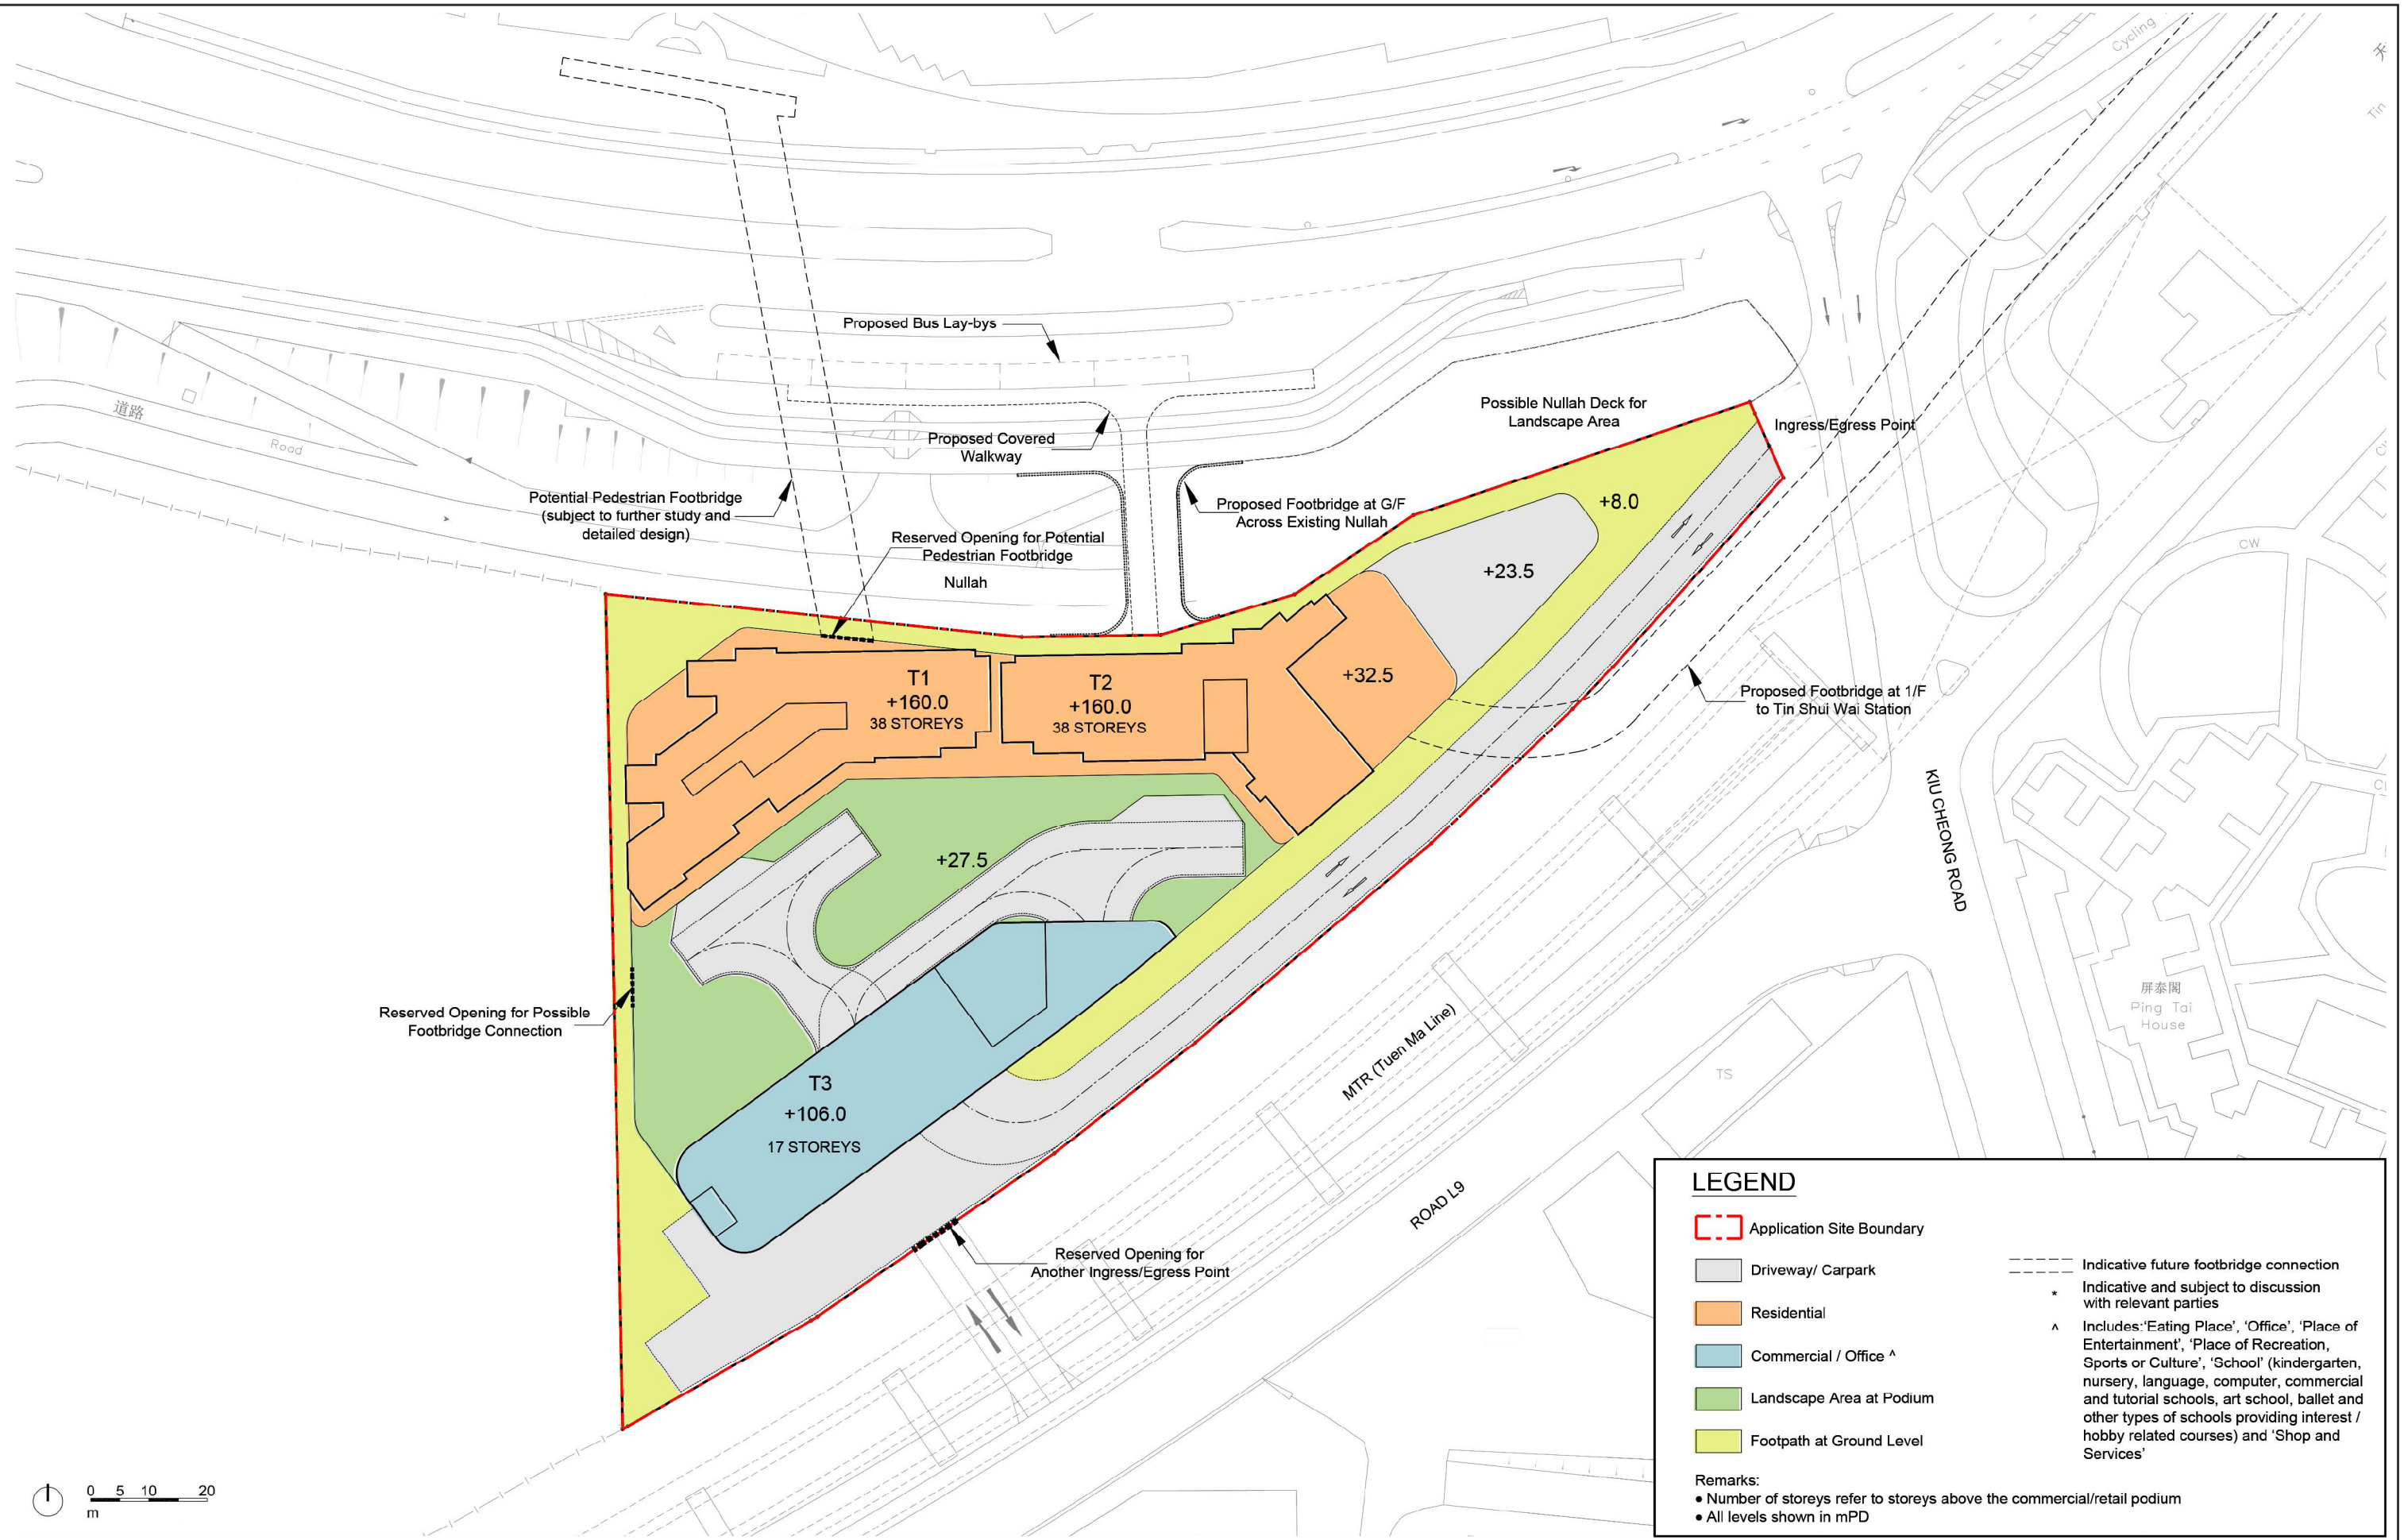 Cycling
天
Tin
Proposed Bus Lay-bys
道路
Road
Possible Nullah Deck for
Landscape Area
Ingress/Egress Point
Proposed Covered
Walkway
Potential Pedestrian Footbridge
(subject to further study and
detailed design)
Proposed Footbridge at G/F
Across Existing Nullah
+8.0
Reserved Opening for Potential
Pedestrian Footbridge
Nullah
+23.5
CW
T1
+160.0
38 STOREYS
T2
+160.0
38 STOREYS
+32.5
Proposed Footbridge at 1/F
to Tin Shui Wai Station
KIU CHEONG ROAD
+27.5
屏泰閣
Ping Tai
House
Reserved Opening for Possible
Footbridge Connection
MTR (Tuen Ma Line)
TS
T3
+106.0
17 STOREYS
ROAD L9
Reserved Opening for
Another Ingress/Egress Point
LEGEND
Application Site Boundary
Driveway/ Carpark
Residential
Commercial / Office ^
Landscape Area at Podium
Footpath at Ground Level
Indicative future footbridge connection
* Indicative and subject to discussion
with relevant parties
^ Includes:‘Eating Place’, ‘Office’, ‘Place of
Entertainment’, ‘Place of Recreation,
Sports or Culture’, ‘School’ (kindergarten,
nursery, language, computer, commercial
and tutorial schools, art school, ballet and
other types of schools providing interest /
hobby related courses) and ‘Shop and
Services’
Remarks:
• Number of storeys refer to storeys above the commercial/retail podium
• All levels shown in mPD
0 5 10 20
m